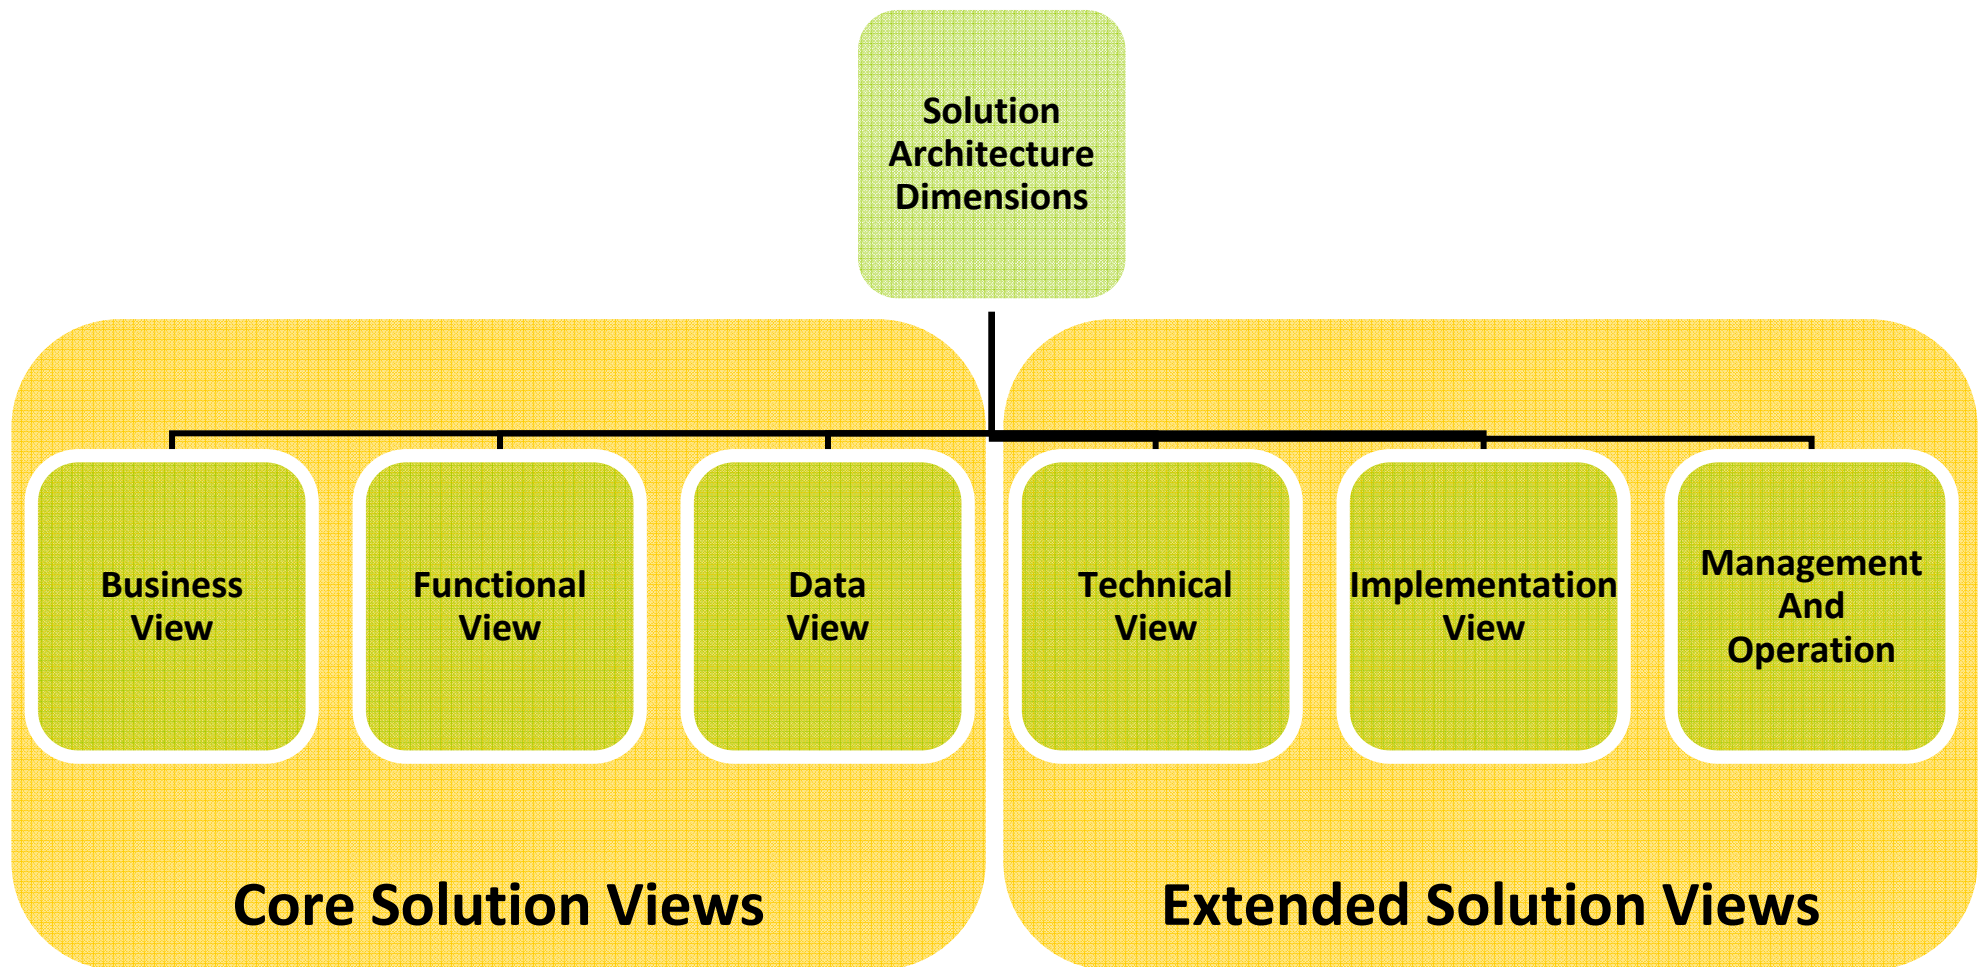 Solution
Architecture
Dimensions
Business
View
Functional
View
Data
View
Technical
View
Implementation
View
Management
And
Operation
Core Solution Views
Extended Solution Views